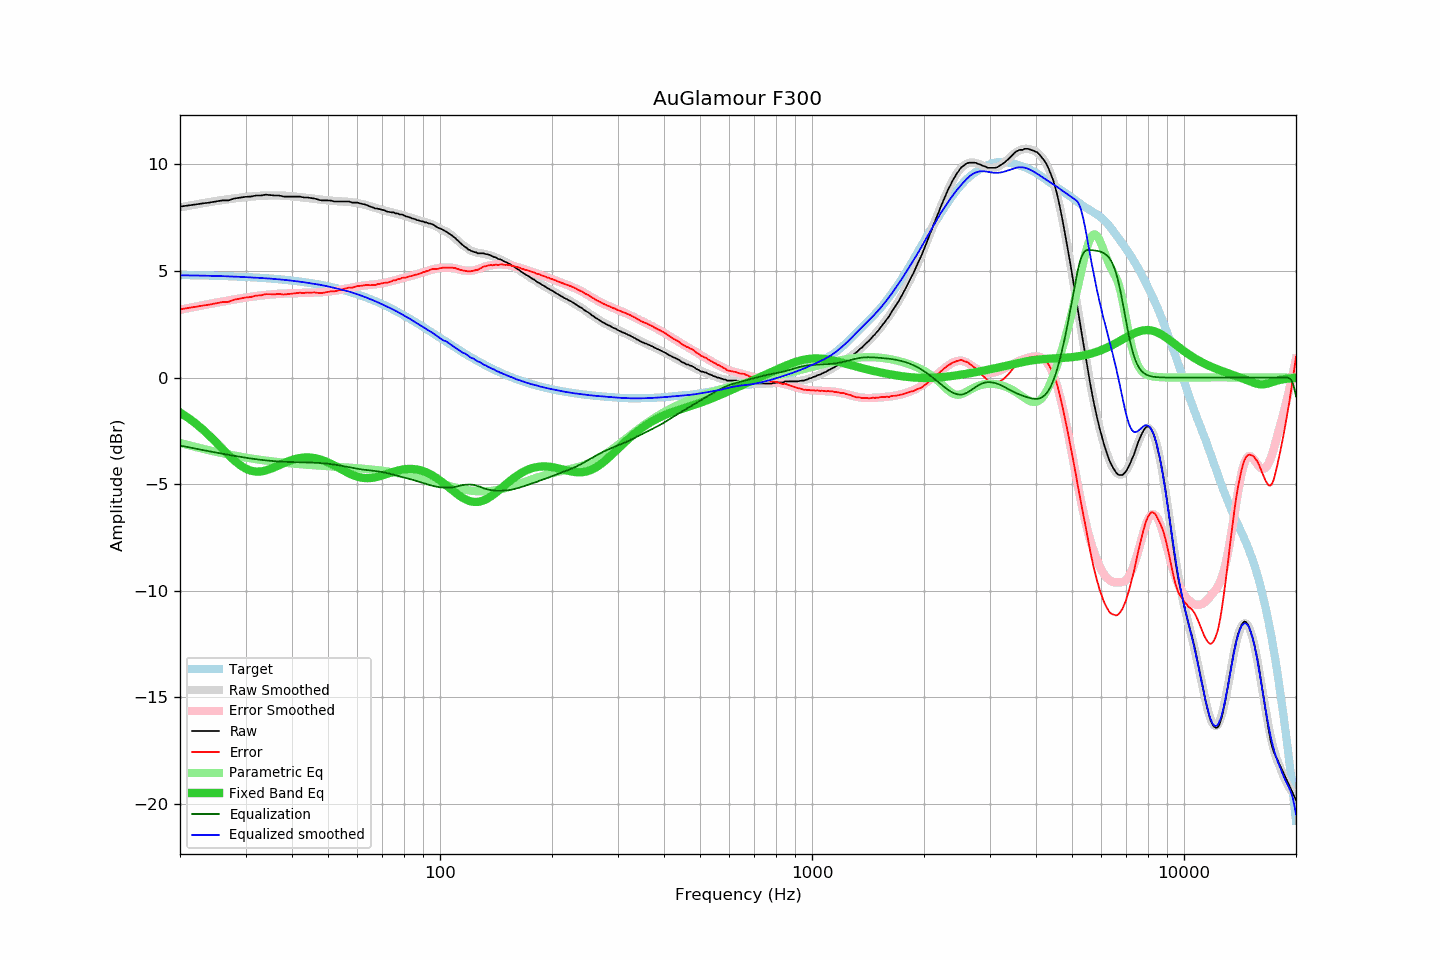 AuGlamour F300
Amplitude (dBr)
10
5
0
−5
−10
−15
−20
Target
Raw Smoothed
Error Smoothed
Raw
Error
Parametric Eq
Fixed Band Eq
Equalization
Equalized smoothed
100
1000
10000
Frequency (Hz)